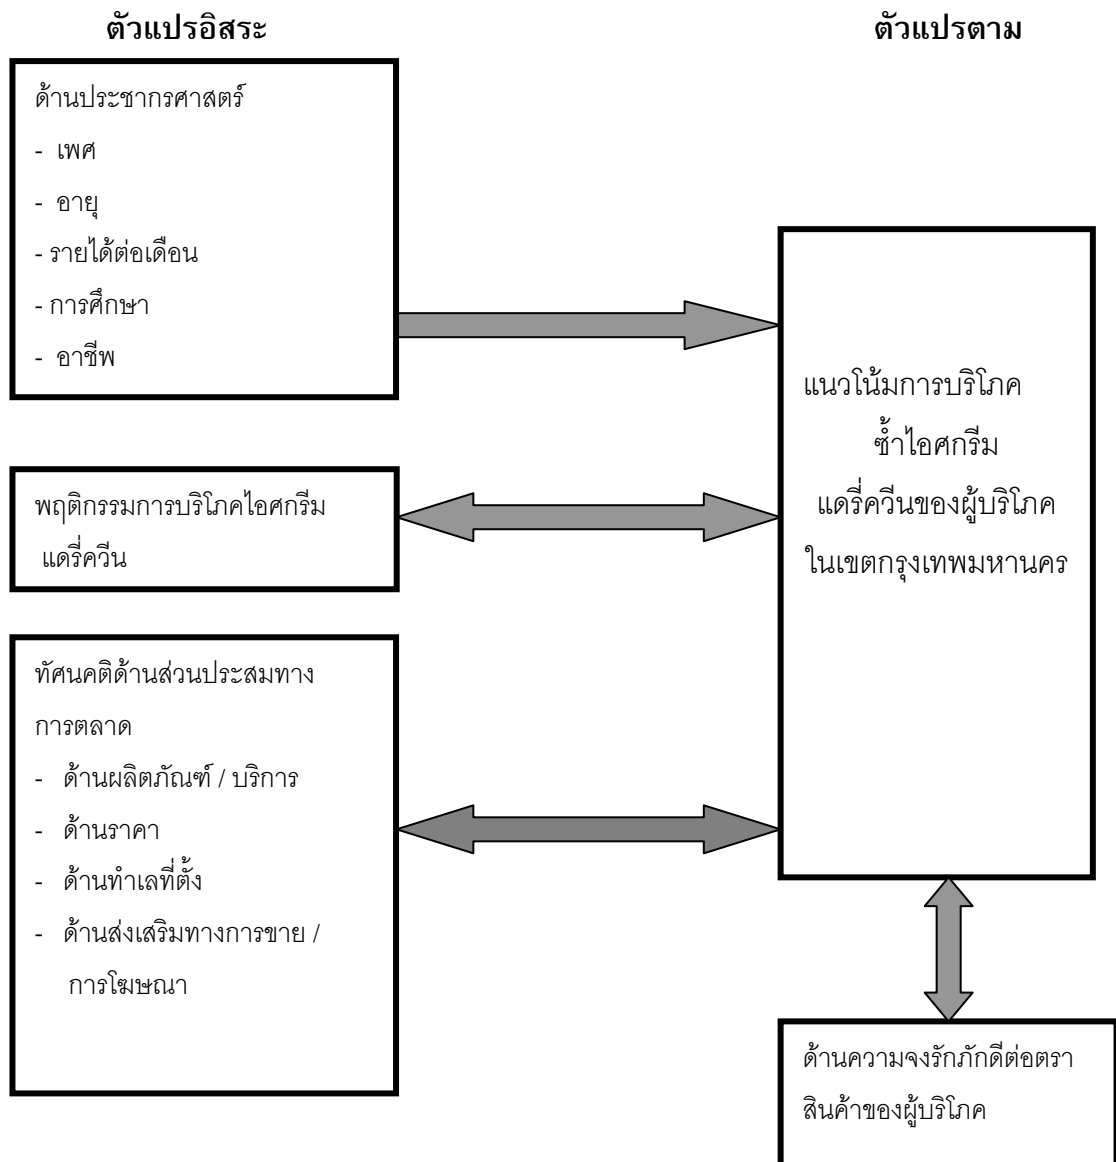 ตัวแปรอิสระ
ตัวแปรตาม
ด้านประชากรศาสตร์
- เพศ
- อายุ
- รายได้ต่อเดือน
- การศึกษา
- อาชีพ
พฤติกรรมการบริโภคไอศกรีม
แดรี่ควีน
ทัศนคติด้านส่วนประสมทาง
การตลาด
- ด้านผลิตภัณฑ์ / บริการ
- ด้านราคา
- ด้านทำเลที่ตั้ง
- ด้านส่งเสริมทางการขาย /
การโฆษณา
แนวโน้มการบริโภค
ซ้ำไอศกรีม
แดรี่ควีนของผู้บริโภค
ในเขตกรุงเทพมหานคร
ด้านความจงรักภักดีต่อตรา
สินค้าของผู้บริโภค